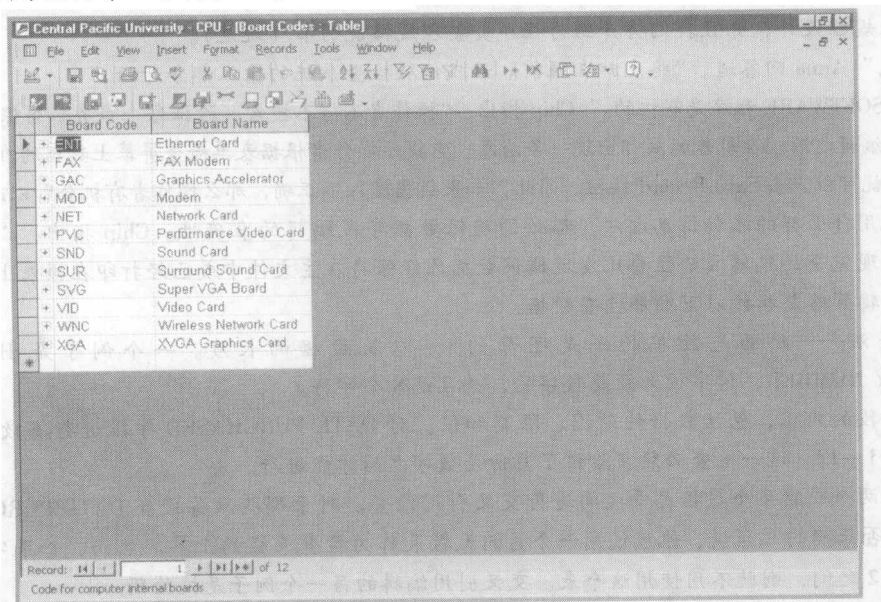 Central Pacific University - CPU - [Board Codes : Table]
File Edit View Insert Format Records Tools Window Help
Board Code Board Name
ENT Ethernet Card
FAX FAX Modem
GAC Graphics Accelerator
MOD Modem
NET Network Card
PVC Performance Video Card
SND Sound Card
SUR Surround Sound Card
SVG Super VGA Board
VID Video Card
WNC Wireless Network Card
XGA XVGA Graphics Card
Record: 1 of 12
Code for computer internal boards